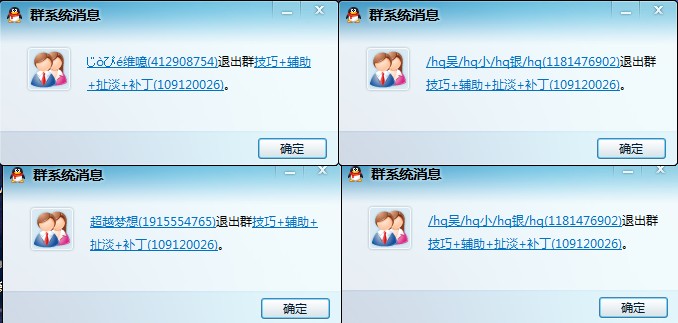 群系统消息
维噫(412908754)退出群技巧+辅助
+扯淡+补丁(109120026)。
确定
群系统消息
/hq吴/hq小/hq银/hq(1181476902)退出群
技巧+辅助+扯淡+补丁(109120026)。
确定
群系统消息
超越梦想(1915554765)退出群技巧+辅助+
扯淡+补丁(109120026)。
确定
群系统消息
/hq吴/hq小/hq银/hq(1181476902)退出群
技巧+辅助+扯淡+补丁(109120026)。
确定